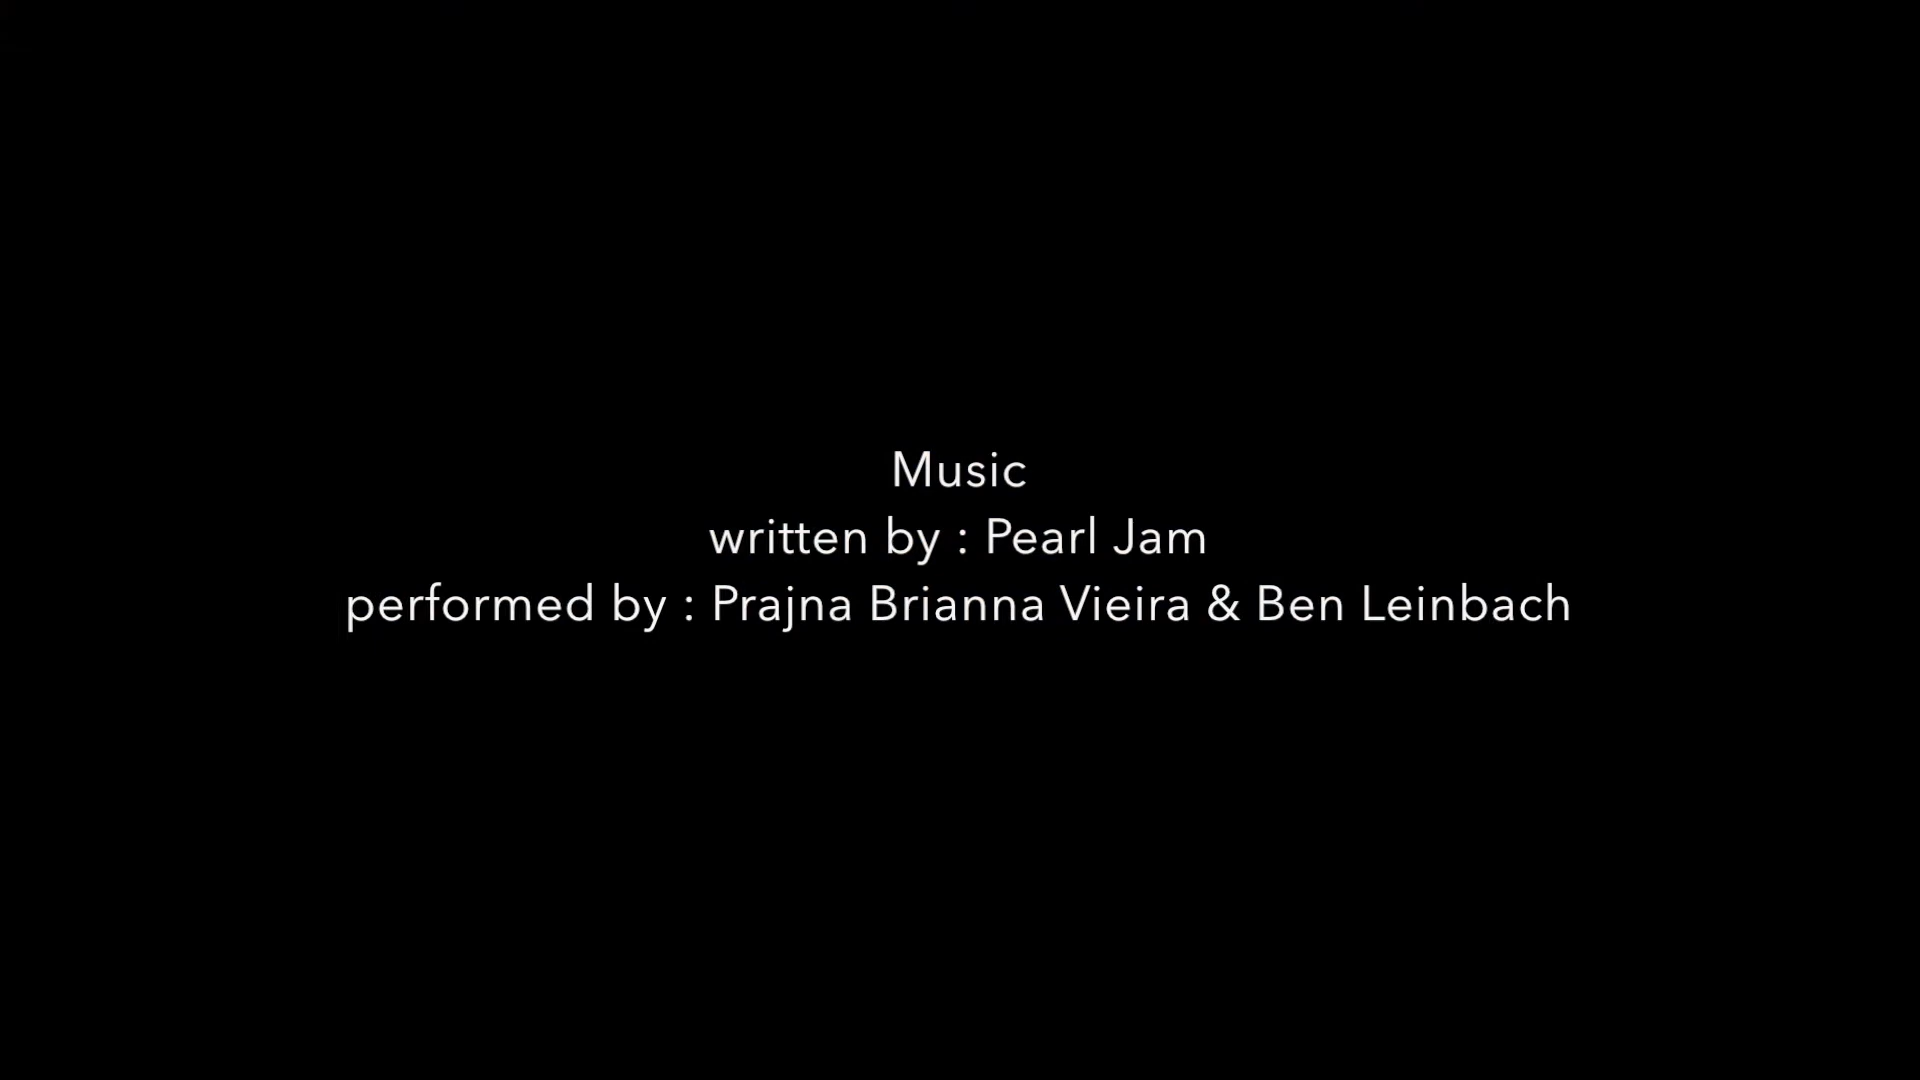 Music
written by : Pearl Jam
performed by : Prajna Brianna Vieira & Ben Leinbach